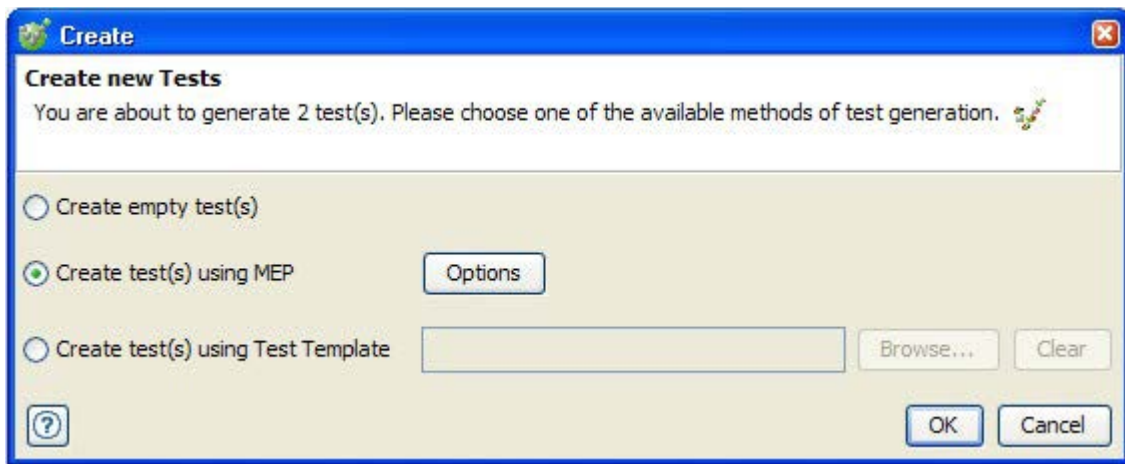 Create
Create new Tests
You are about to generate 2 test(s). Please choose one of the available methods of test generation.
Create empty test(s)
Create test(s) using MEP Options
Create test(s) using Test Template Browse... Clear
? OK Cancel